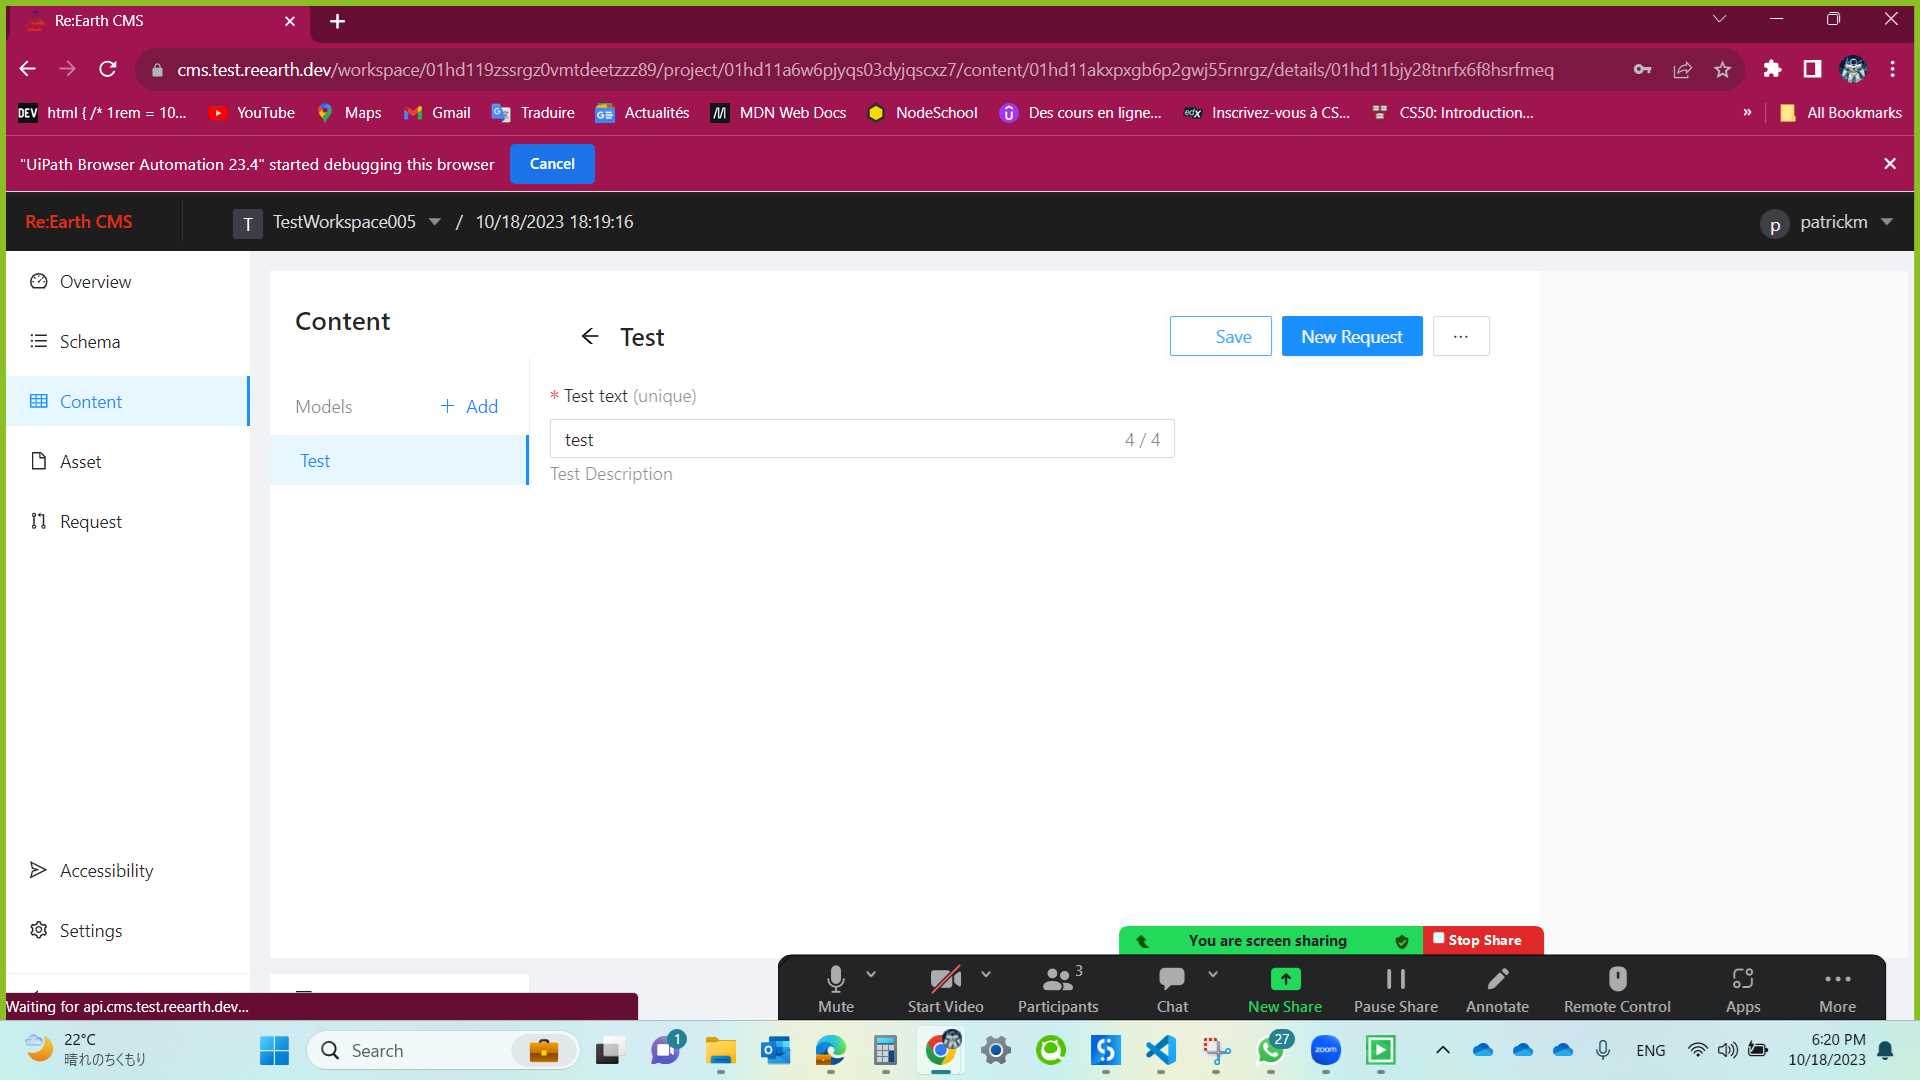 Re:Earth CMS
cms.test.reearth.dev/workspace/01hd119zssrgz0vmtdeetzzz89/project/01hd11a6w6pjyqs03dyjqscxz7/content/01hd11akxpxgb6p2gwj55rnrgz/details/01hd11bjy28tnrfx6f8hsrfmeq
DEV html { /* 1rem = 10... YouTube Maps Gmail Traduire Actualités MDN Web Docs NodeSchool Des cours en ligne... edX Inscrivez-vous à CS... CS50: Introduction... » All Bookmarks
"UiPath Browser Automation 23.4" started debugging this browser Cancel
Re:Earth CMS T TestWorkspace005 / 10/18/2023 18:19:16 p patrickm
Overview
Schema
Content
Asset
Request
Accessibility
Settings
Content
Models + Add
Test
Test
Save New Request ...
* Test text (unique)
test 4 / 4
Test Description
You are screen sharing Stop Share
Mute Start Video Participants 3 Chat New Share Pause Share Annotate Remote Control Apps More
Waiting for api.cms.test.reearth.dev...
22°C
晴れのちくもり
Search
1
27
zoom
ENG
6:20 PM
10/18/2023